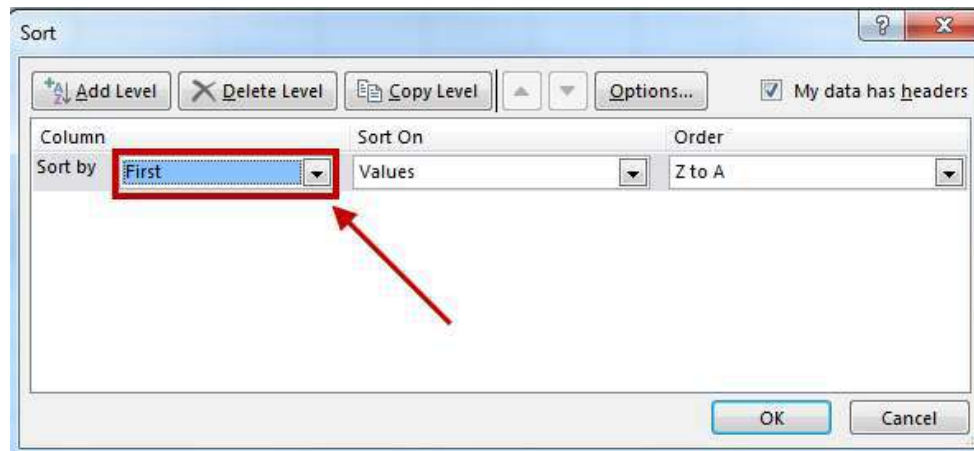 Sort
Add Level Delete Level Copy Level Options... My data has headers
Column Sort On Order
Sort by First Values Z to A
OK Cancel